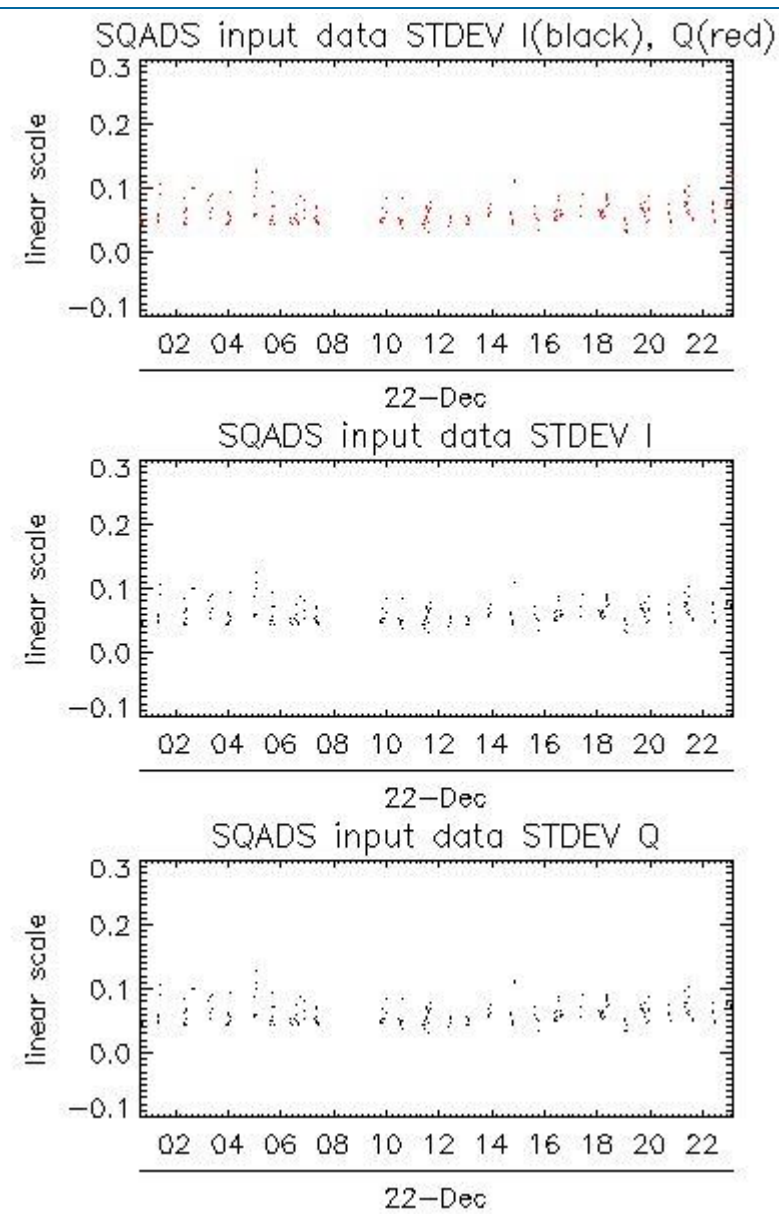 SQADS input data STDEV I(black), Q(red)
0.3
0.2
0.1
0.0
−0.1
linear scale
02 04 06 08 10 12 14 16 18 20 22
22−Dec
SQADS input data STDEV I
0.3
0.2
0.1
0.0
−0.1
linear scale
02 04 06 08 10 12 14 16 18 20 22
22−Dec
SQADS input data STDEV Q
0.3
0.2
0.1
0.0
−0.1
linear scale
02 04 06 08 10 12 14 16 18 20 22
22−Dec